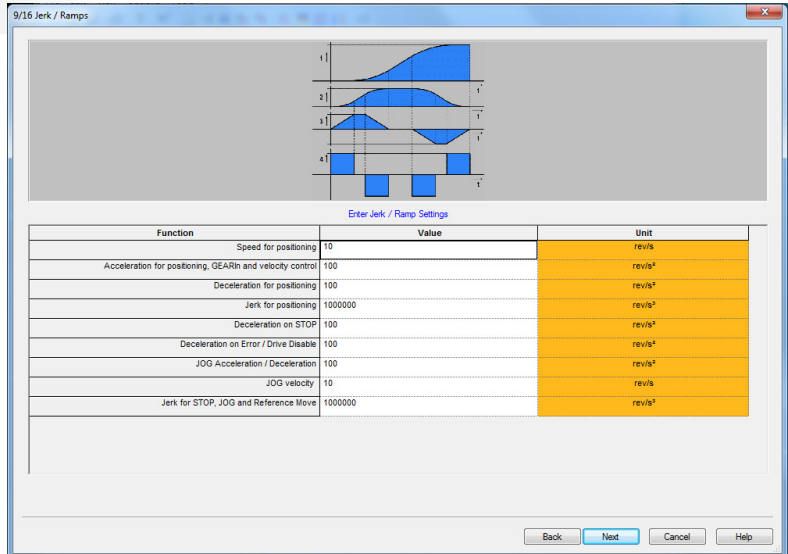 9/16 Jerk / Ramps
1
2
t
3
t
t
4
t
Enter Jerk / Ramp Settings
Function Value Unit
Speed for positioning 10 rev/s
Acceleration for positioning, GEARIn and velocity control 100 rev/s²
Deceleration for positioning 100 rev/s²
Jerk for positioning 1000000 rev/s³
Deceleration on STOP 100 rev/s²
Deceleration on Error / Drive Disable 100 rev/s²
JOG Acceleration / Deceleration 100 rev/s²
JOG velocity 10 rev/s
Jerk for STOP, JOG and Reference Move 1000000 rev/s³
Back Next Cancel Help